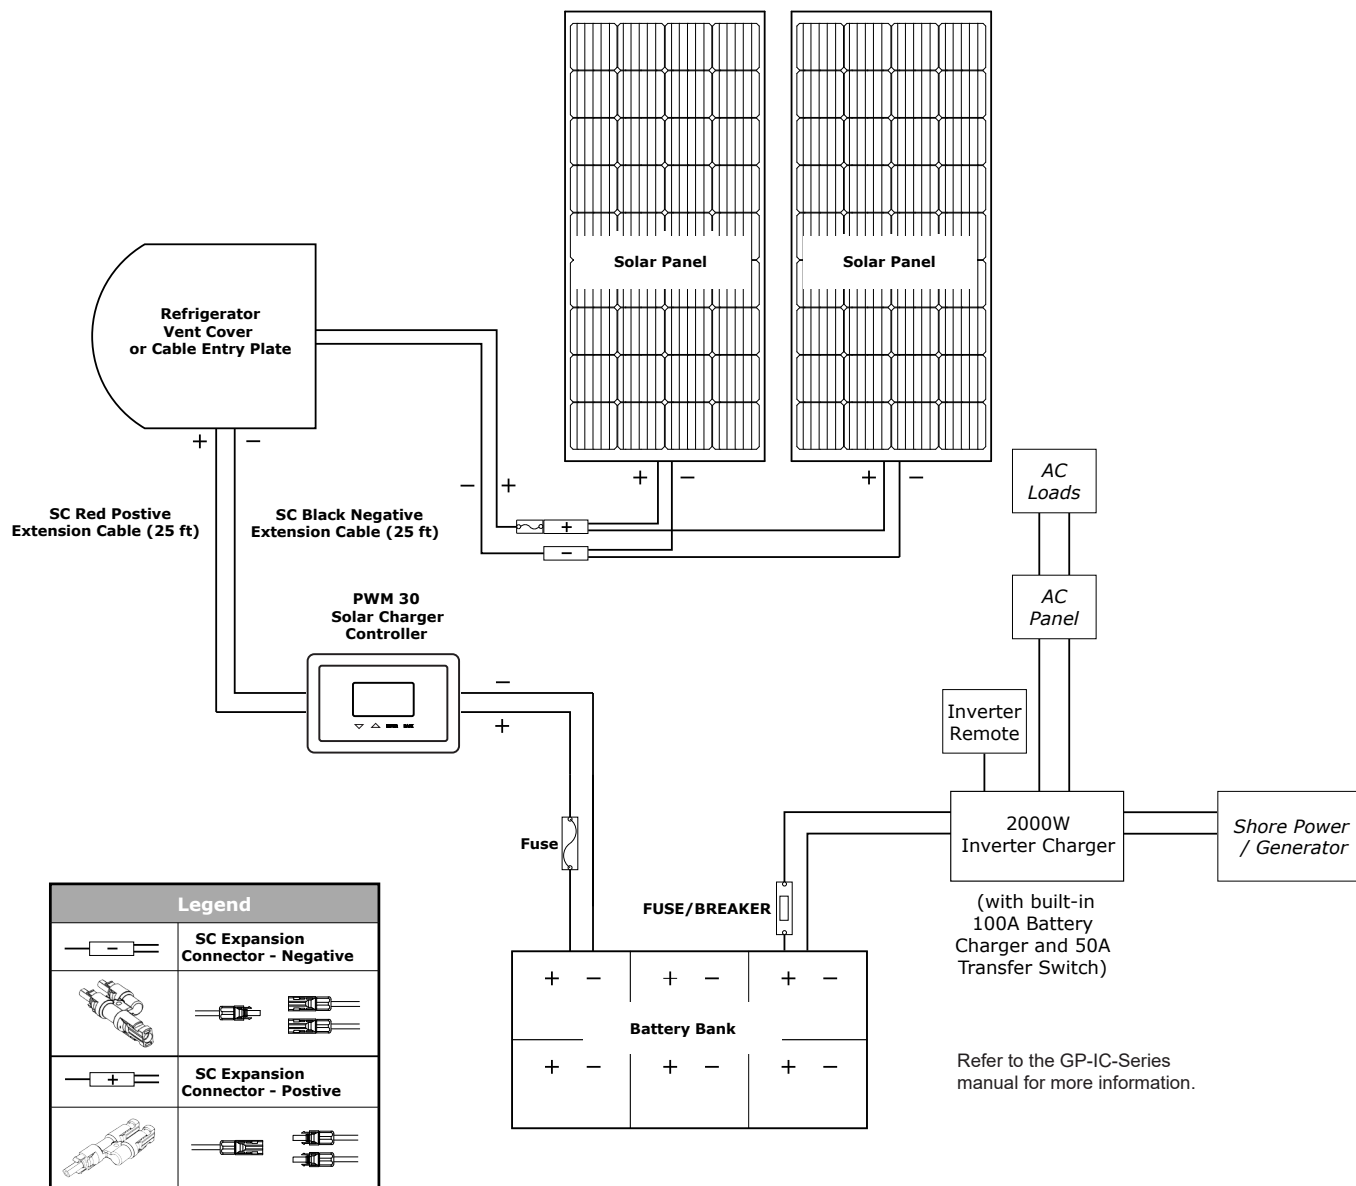 Solar Panel
Solar Panel
Refrigerator
Vent Cover
or Cable Entry Plate
+ −
− +
+ −
+ −
SC Red Postive
Extension Cable (25 ft)
SC Black Negative
Extension Cable (25 ft)
+
−
AC
Loads
AC
Panel
PWM 30
Solar Charger
Controller
−
+
Inverter
Remote
2000W
Inverter Charger
Shore Power
/ Generator
(with built-in
100A Battery
Charger and 50A
Transfer Switch)
Fuse
FUSE/BREAKER
+ − + − + −
Battery Bank
+ − + − + −
Refer to the GP-IC-Series
manual for more information.
Legend
−
SC Expansion
Connector - Negative
+
SC Expansion
Connector - Postive